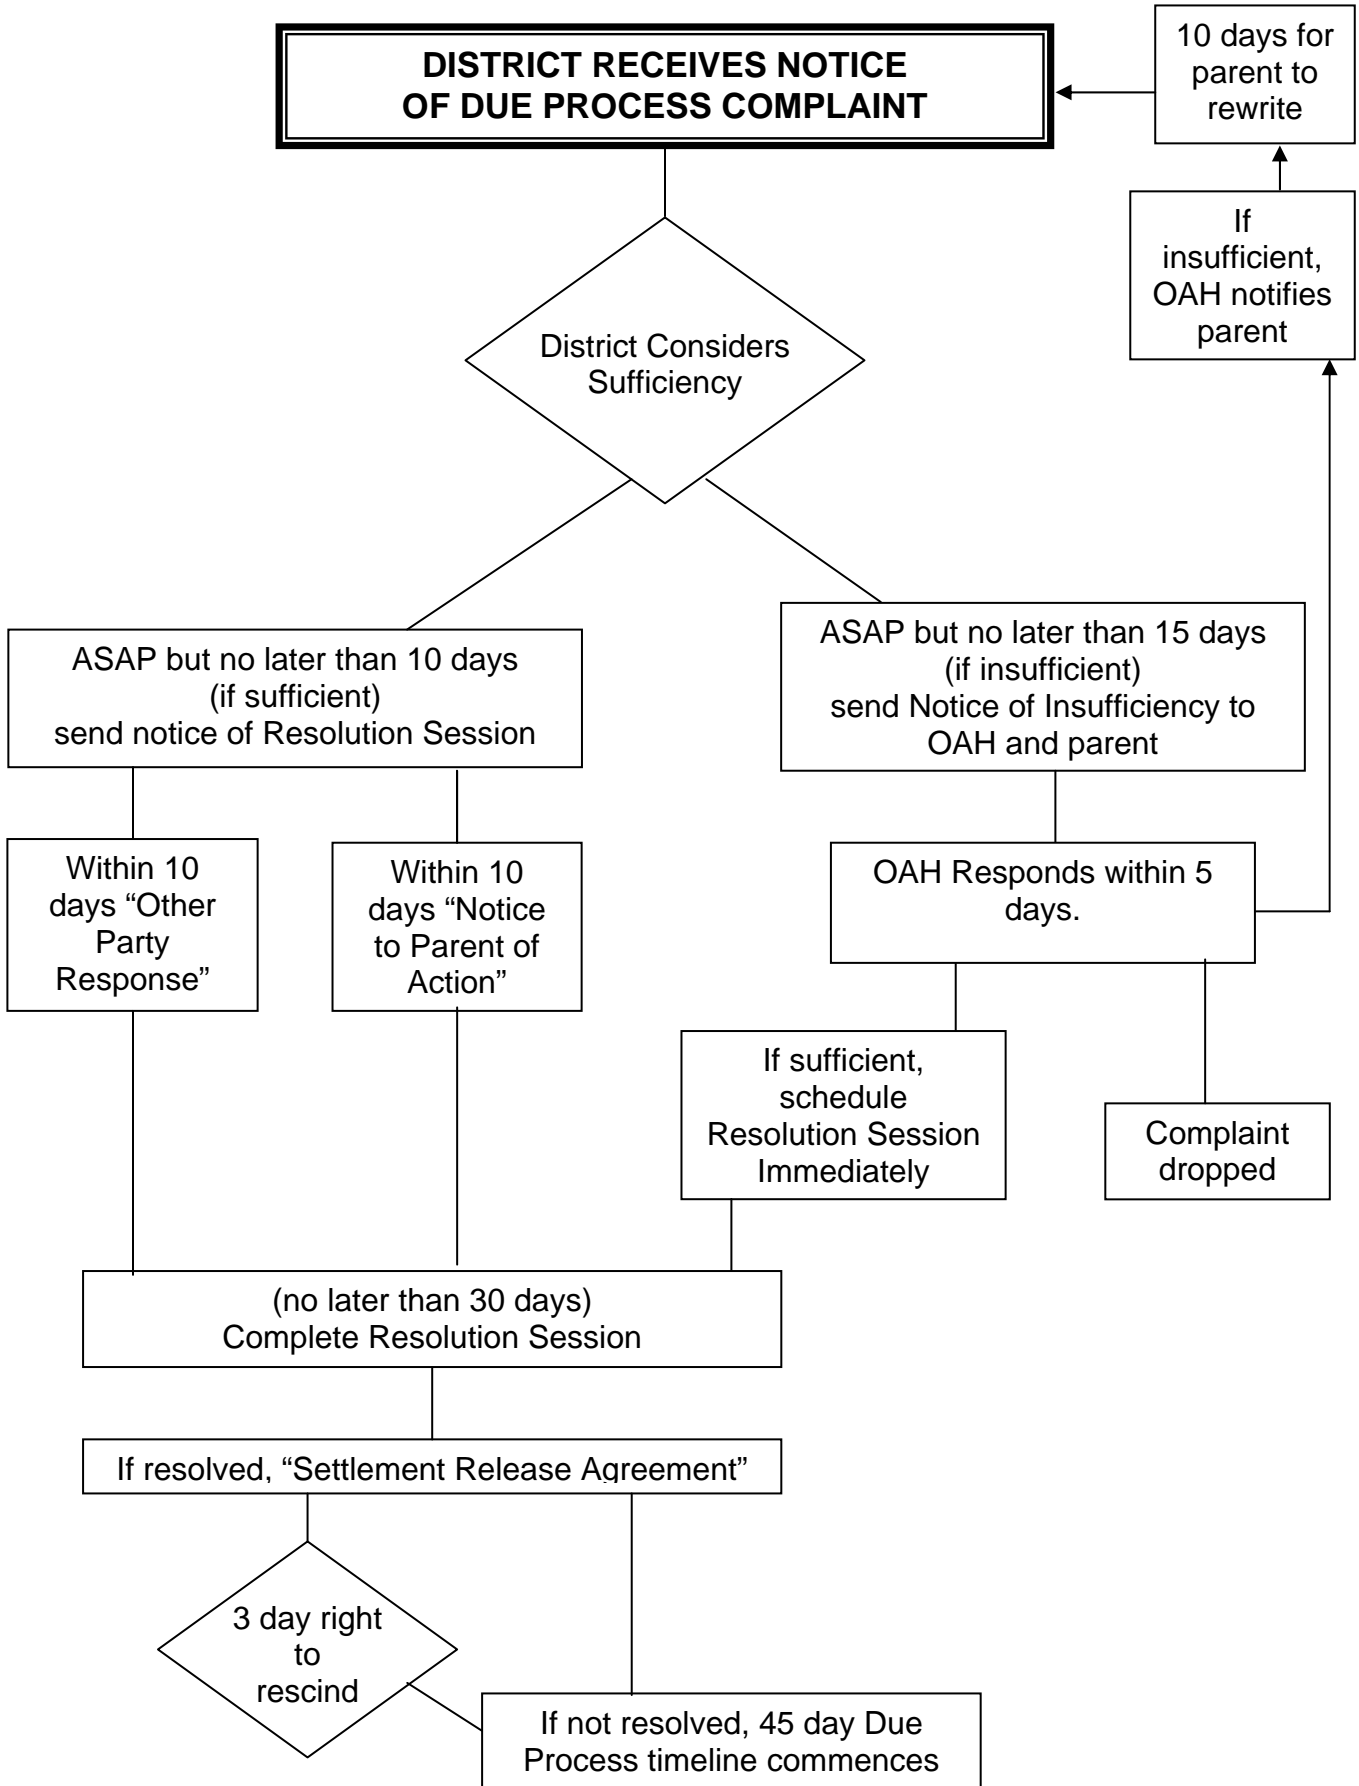 DISTRICT RECEIVES NOTICE
OF DUE PROCESS COMPLAINT
10 days for
parent to
rewrite
If
insufficient,
OAH notifies
parent
District Considers
Sufficiency
ASAP but no later than 10 days
(if sufficient)
send notice of Resolution Session
ASAP but no later than 15 days
(if insufficient)
send Notice of Insufficiency to
OAH and parent
Within 10
days “Other
Party
Response”
Within 10
days “Notice
to Parent of
Action”
OAH Responds within 5
days.
If sufficient,
schedule
Resolution Session
Immediately
Complaint
dropped
(no later than 30 days)
Complete Resolution Session
If resolved, “Settlement Release Agreement”
3 day right
to
rescind
If not resolved, 45 day Due
Process timeline commences